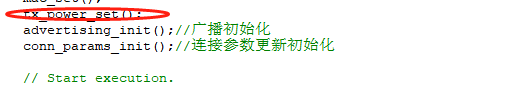 mac_set();
tx_power_set();
advertising_init();//广播初始化
conn_params_init();//连接参数更新初始化
// Start execution.